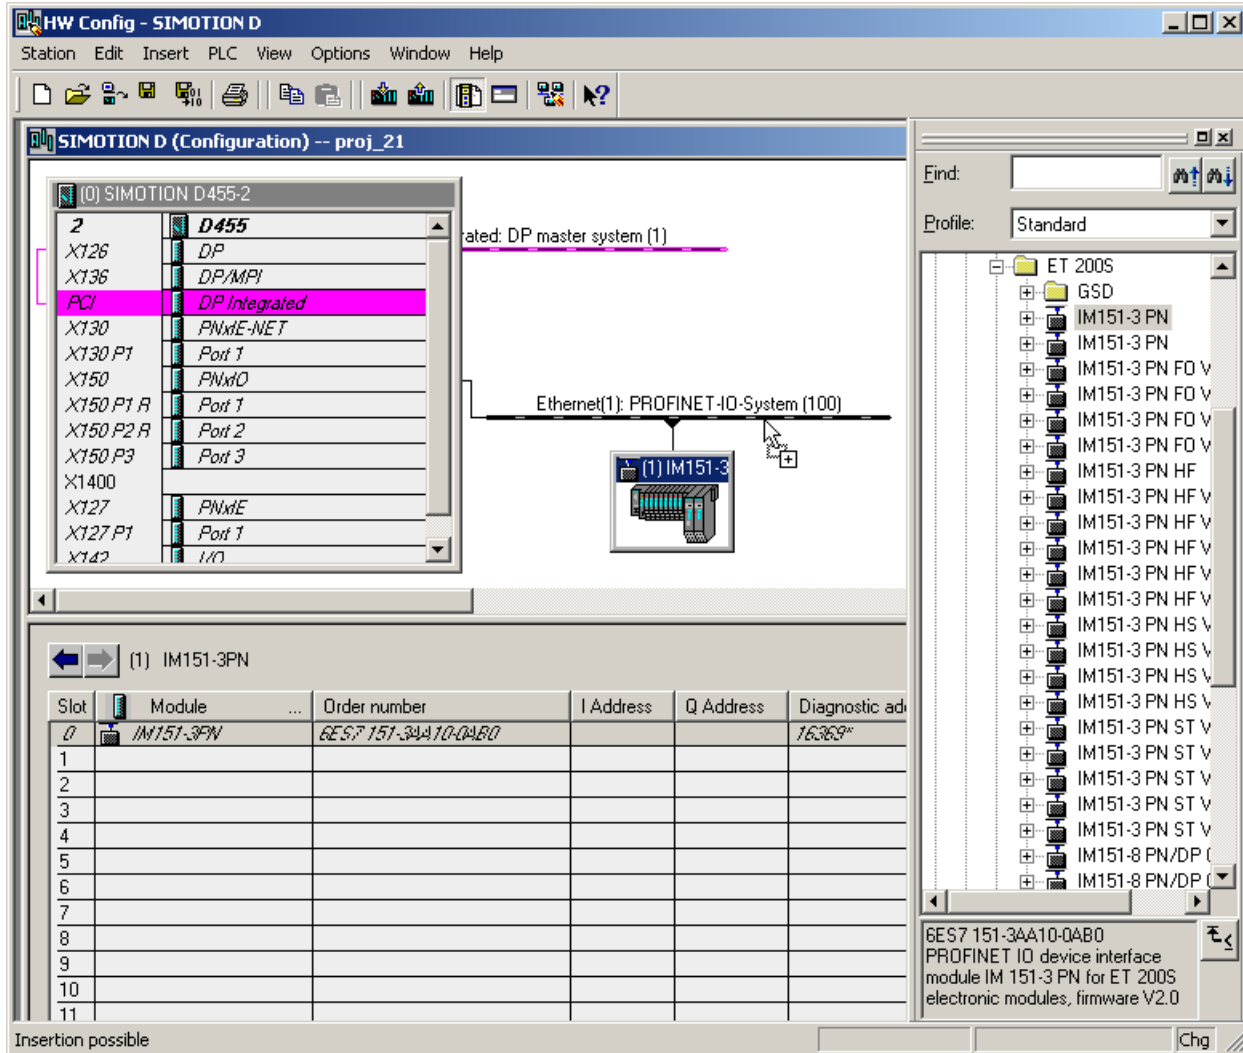 HW Config - SIMOTION D
Station Edit Insert PLC View Options Window Help
SIMOTION D (Configuration) -- proj_21
(0) SIMOTION D455-2
2 D455
X126 DP
X136 DP/MPI
PCI DP Integrated
X130 PNxIE-NET
X130 P1 Port 1
X150 PNxIO
X150 P1 R Port 1
X150 P2 R Port 2
X150 P3 Port 3
X1400
X127 PNxIE
X127 P1 Port 1
X142 I/O
rated: DP master system (1)
Ethernet(1): PROFINET-IO-System (100)
(1) IM151-3
(1) IM151-3PN
Slot Module ... Order number I Address Q Address Diagnostic add
0 IM151-3PN 6ES7 151-3AA10-0AB0 16369*
1
2
3
4
5
6
7
8
9
10
11
Find:
Profile: Standard
ET 200S
GSD
IM151-3 PN
IM151-3 PN
IM151-3 PN FO V
IM151-3 PN FO V
IM151-3 PN FO V
IM151-3 PN FO V
IM151-3 PN HF
IM151-3 PN HF V
IM151-3 PN HF V
IM151-3 PN HF V
IM151-3 PN HF V
IM151-3 PN HF V
IM151-3 PN HS V
IM151-3 PN HS V
IM151-3 PN HS V
IM151-3 PN HS V
IM151-3 PN ST V
IM151-3 PN ST V
IM151-3 PN ST V
IM151-3 PN ST V
IM151-3 PN ST V
IM151-8 PN/DP C
IM151-8 PN/DP C
6ES7 151-3AA10-0AB0
PROFINET IO device interface
module IM 151-3 PN for ET 200S
electronic modules, firmware V2.0
Insertion possible
Chg